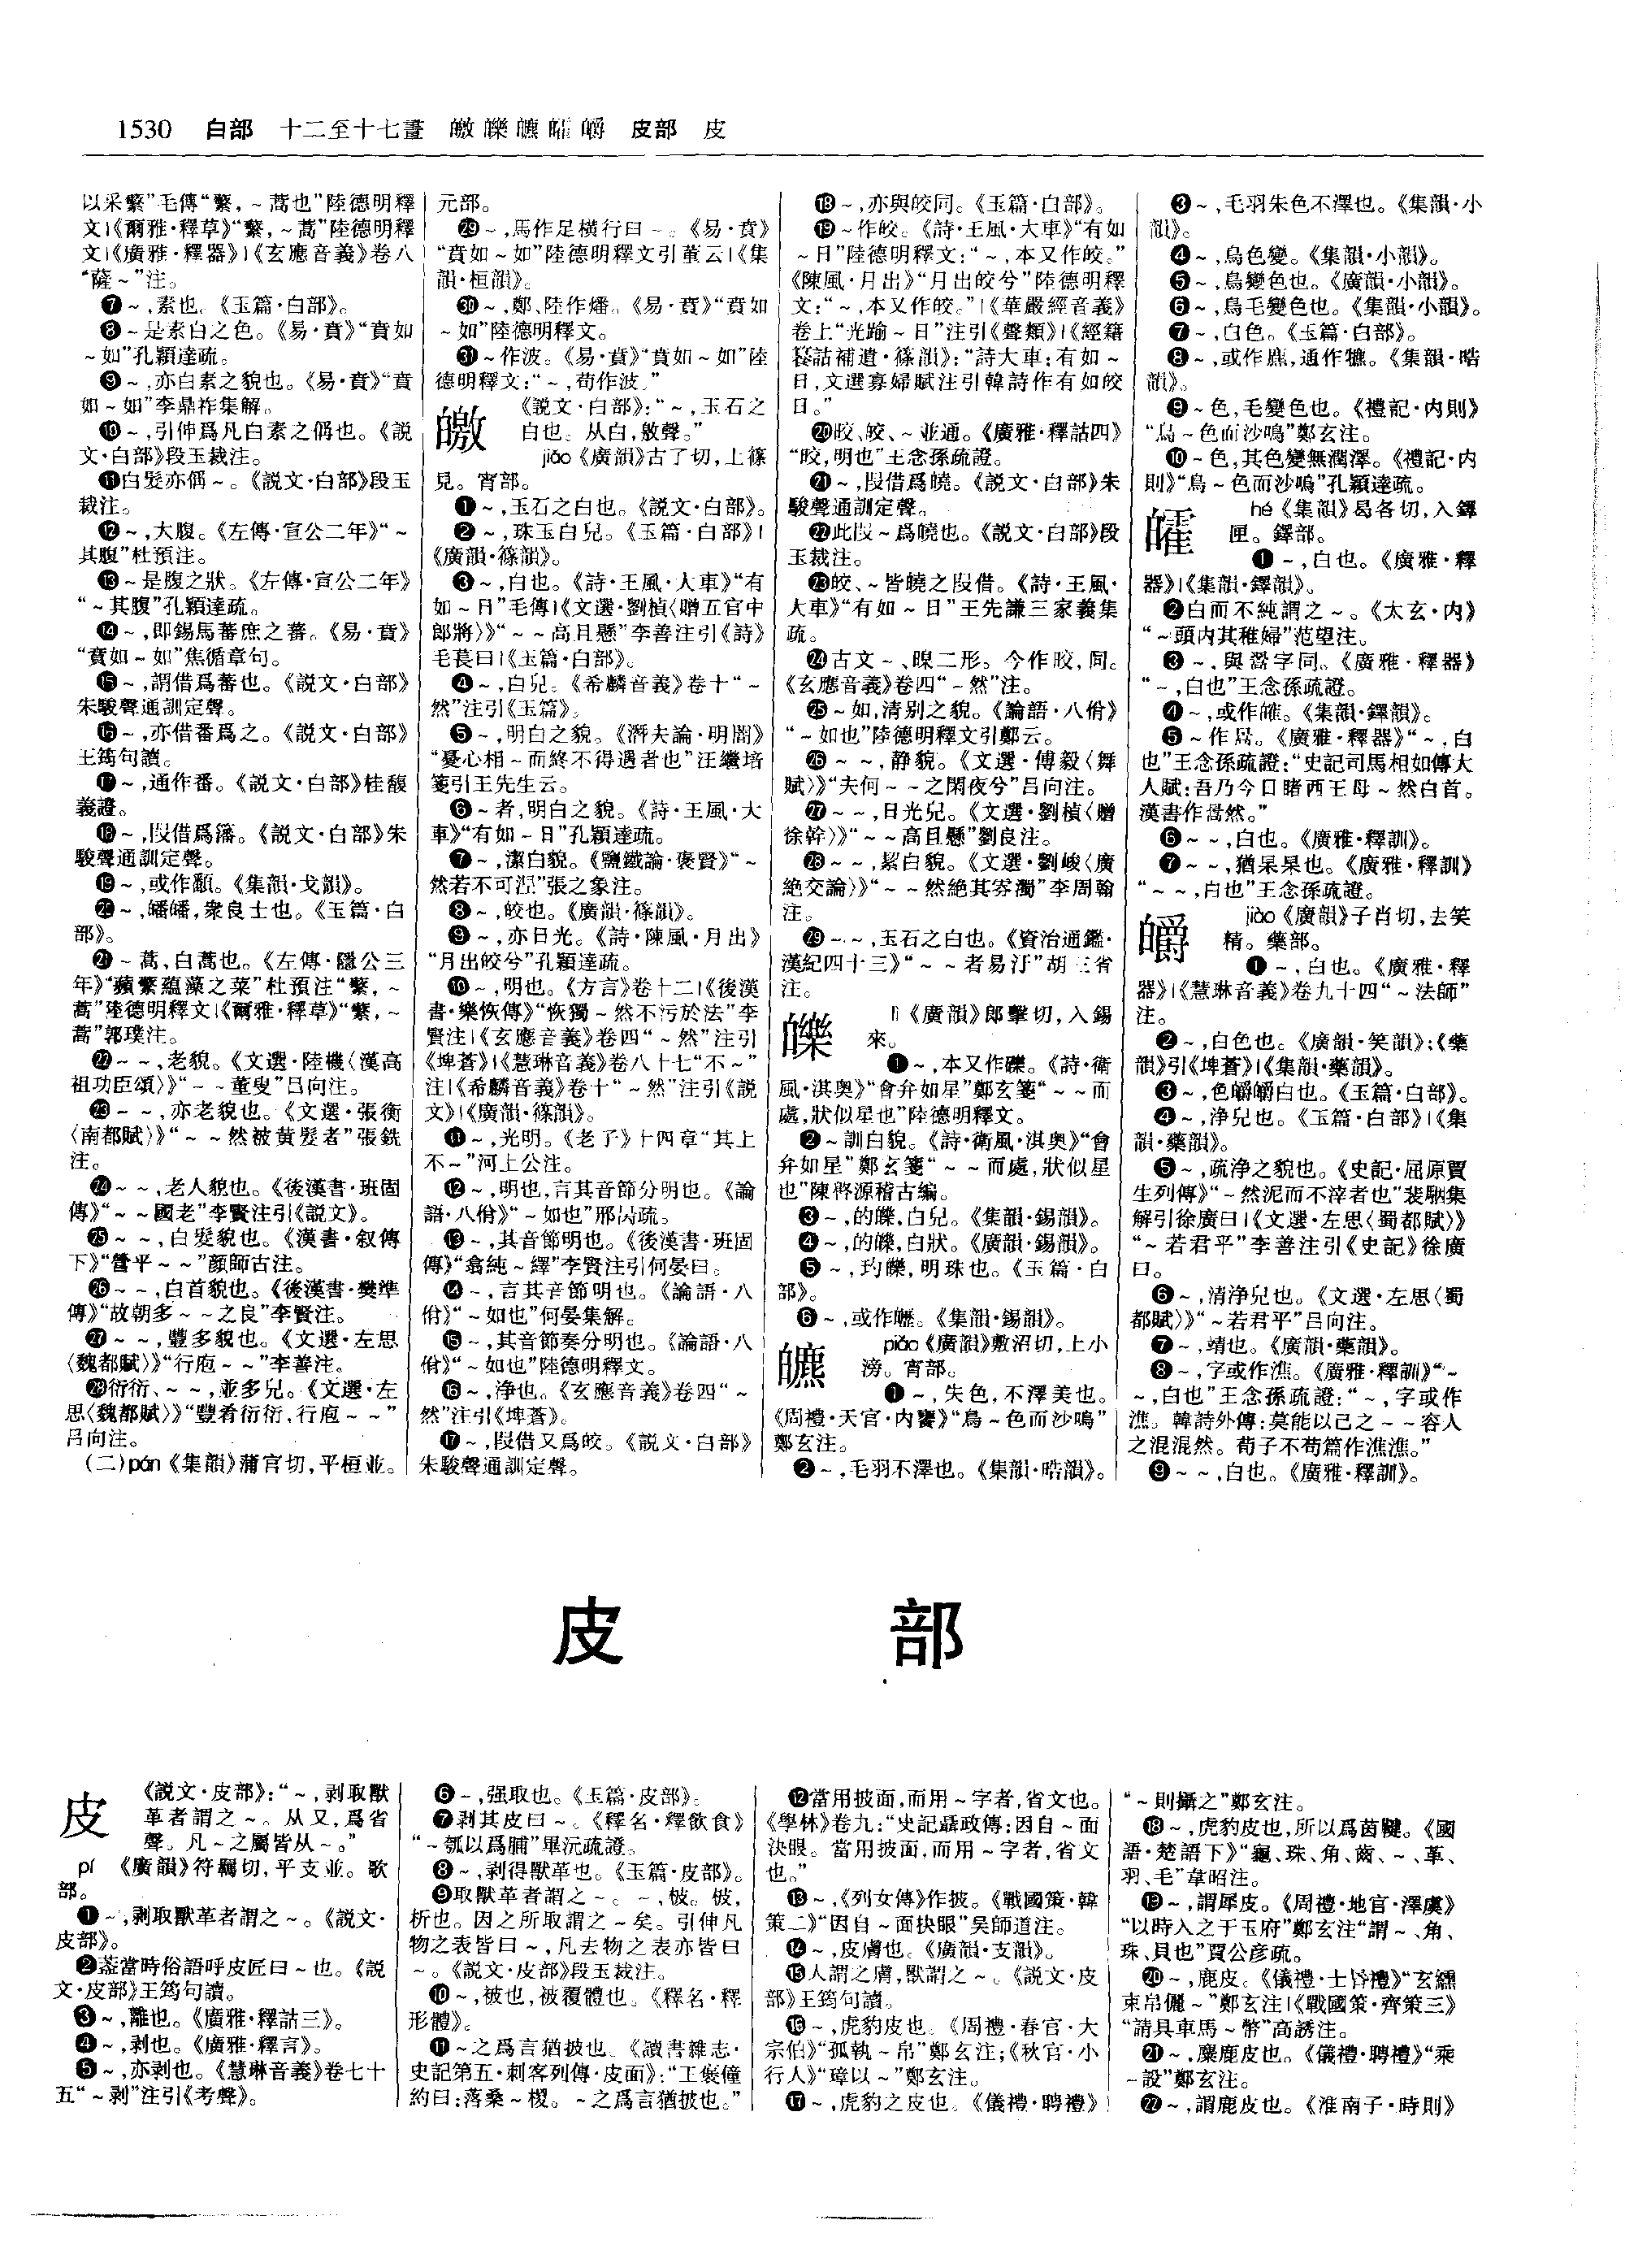 1530 白部 十二至十七畫 皦皪皫皬皭 皮部 皮
以采蘩”毛傳“蘩，～蒿也”陸德明釋
文|《爾雅·釋草》“蘩，～蒿”陸德明釋
文|《廣雅·釋器》|《玄應音義》卷八
“薩～”注。
❼～，素也。《玉篇·白部》。
❽～是素白之色。《易·賁》“賁如
～如”孔穎達疏。
❾～，亦白素之貌也。《易·賁》“賁
如～如”李鼎祚集解。
❿～，引伸爲凡白素之偁也。《説
文·白部》段玉裁注。
⓫白髮亦偁～。《説文·白部》段玉
裁注。
⓬～，大腹。《左傳·宣公二年》“～
其腹”杜預注。
⓭～是腹之狀。《左傳·宣公二年》
“～其腹”孔穎達疏。
⓮～，即錫馬蕃庶之蕃。《易·賁》
“賁如～如”焦循章句。
⓯～，謂借爲蕃也。《説文·白部》
朱駿聲通訓定聲。
⓰～，亦借番爲之。《説文·白部》
王筠句讀。
⓱～，通作番。《説文·白部》桂馥
義證。
⓲～，叚借爲藩。《説文·白部》朱
駿聲通訓定聲。
⓳～，或作䪛。《集韻·戈韻》。
⓴～，皤皤，衆良士也。《玉篇·白
部》。
㉑～蒿，白蒿也。《左傳·隱公三
年》“蘋蘩薀藻之菜”杜預注“蘩，～
蒿”陸德明釋文|《爾雅·釋草》“蘩，～
蒿”郭璞注。
㉒～～，老貌。《文選·陸機〈漢高
祖功臣頌〉》“～～董叟”吕向注。
㉓～～，亦老貌也。《文選·張衡
〈南都賦〉》“～～然被黄髮者”張銑
注。
㉔～～，老人貌也。《後漢書·班固
傳》“～～國老”李賢注引《説文》。
㉕～～，白髮貌也。《漢書·叙傳
下》“營平～～”顔師古注。
㉖～～，白首貌也。《後漢書·樊準
傳》“故朝多～～之良”李賢注。
㉗～～，豐多貌也。《文選·左思
〈魏都賦〉》“行庖～～”李善注。
㉘衍衍、～～，並多皃。《文選·左
思〈魏都賦〉》“豐肴衍衍，行庖～～”
吕向注。
(二)pán《集韻》蒲官切，平桓並。
元部。
㉙～，馬作足横行曰～。《易·賁》
“賁如～如”陸德明釋文引董云|《集
韻·桓韻》。
㉚～，鄭、陸作燔。《易·賁》“賁如
～如”陸德明釋文。
㉛～作波。《易·賁》“賁如～如”陸
德明釋文：“～，荀作波。”
皦 《説文·白部》：“～，玉石之
白也。从白，敫聲。”
jiǎo《廣韻》古了切，上篠
見。宵部。
❶～，玉石之白也。《説文·白部》。
❷～，珠玉白皃。《玉篇·白部》|
《廣韻·篠韻》。
❸～，白也。《詩·王風·大車》“有
如～日”毛傳|《文選·劉楨〈贈五官中
郎將〉》“～～高且懸”李善注引《詩》
毛萇曰|《玉篇·白部》。
❹～，白皃。《希麟音義》卷十“～
然”注引《玉篇》。
❺～，明白之貌。《潛夫論·明闇》
“憂心相～而終不得遇者也”汪繼培
箋引王先生云。
❻～者，明白之貌。《詩·王風·大
車》“有如～日”孔穎達疏。
❼～，潔白貌。《鹽鐵論·褒賢》“～
然若不可涅”張之象注。
❽～，皎也。《廣韻·篠韻》。
❾～，亦日光。《詩·陳風·月出》
“月出皎兮”孔穎達疏。
❿～，明也。《方言》卷十二|《後漢
書·樂恢傳》“恢獨～然不污於法”李
賢注|《玄應音義》卷四“～然”注引
《埤蒼》|《慧琳音義》卷八十七“不～”
注|《希麟音義》卷十“～然”注引《説
文》|《廣韻·篠韻》。
⓫～，光明。《老子》十四章“其上
不～”河上公注。
⓬～，明也，言其音節分明也。《論
語·八佾》“～如也”邢昺疏。
⓭～，其音節明也。《後漢書·班固
傳》“翕純～繹”李賢注引何晏曰。
⓮～，言其音節明也。《論語·八
佾》“～如也”何晏集解。
⓯～，其音節奏分明也。《論語·八
佾》“～如也”陸德明釋文。
⓰～，浄也。《玄應音義》卷四“～
然”注引《埤蒼》。
⓱～，叚借又爲皎。《説文·白部》
朱駿聲通訓定聲。
⓲～，亦與皎同。《玉篇·白部》。
⓳～作皎。《詩·王風·大車》“有如
～日”陸德明釋文：“～，本又作皎。”
《陳風·月出》“月出皎兮”陸德明釋
文：“～，本又作皎。”|《華嚴經音義》
卷上“光踰～日”注引《聲類》|《經籍
籑詁補遺·篠韻》：“詩大車：有如～
日，文選寡婦賦注引韓詩作有如皎
日。”
⓴晈、皎、～並通。《廣雅·釋詁四》
“晈，明也”王念孫疏證。
㉑～，叚借爲曉。《説文·白部》朱
駿聲通訓定聲。
㉒此叚～爲曉也。《説文·白部》段
玉裁注。
㉓皎、～皆曉之叚借。《詩·王風·
大車》“有如～日”王先謙三家義集
疏。
㉔古文～、㬔二形。今作晈，同。
《玄應音義》卷四“～然”注。
㉕～如，清别之貌。《論語·八佾》
“～如也”陸德明釋文引鄭云。
㉖～～，静貌。《文選·傅毅〈舞
賦〉》“夫何～～之閑夜兮”吕向注。
㉗～～，日光皃。《文選·劉楨〈贈
徐幹〉》“～～高且懸”劉良注。
㉘～～，絜白貌。《文選·劉峻〈廣
絶交論〉》“～～然絶其雰濁”李周翰
注。
㉙～～，玉石之白也。《資治通鑑·
漢紀四十三》“～～者易汙”胡三省
注。
皪 lì《廣韻》郎擊切，入錫
來。
❶～，本又作礫。《詩·衛
風·淇奥》“會弁如星”鄭玄箋“～～而
處，狀似星也”陸德明釋文。
❷～訓白貌。《詩·衛風·淇奥》“會
弁如星”鄭玄箋“～～而處，狀似星
也”陳啓源稽古編。
❸～，的皪，白皃。《集韻·錫韻》。
❹～，的皪，白狀。《廣韻·錫韻》。
❺～，玓皪，明珠也。《玉篇·白
部》。
❻～，或作䍥。《集韻·錫韻》。
皫 piǎo《廣韻》敷沼切，上小
滂。宵部。
❶～，失色，不澤美也。
《周禮·天官·内饔》“鳥～色而沙鳴”
鄭玄注。
❷～，毛羽不澤也。《集韻·晧韻》。
❸～，毛羽朱色不澤也。《集韻·小
韻》。
❹～，鳥色變。《集韻·小韻》。
❺～，鳥變色也。《廣韻·小韻》。
❻～，鳥毛變色也。《集韻·小韻》。
❼～，白色。《玉篇·白部》。
❽～，或作麃，通作犥。《集韻·晧
韻》。
❾～色，毛變色也。《禮記·内則》
“鳥～色而沙鳴”鄭玄注。
❿～色，其色變無潤澤。《禮記·内
則》“鳥～色而沙鳴”孔穎達疏。
皬 hé《集韻》曷各切，入鐸
匣。鐸部。
❶～，白也。《廣雅·釋
器》|《集韻·鐸韻》。
❷白而不純謂之～。《太玄·内》
“～頭内其稚婦”范望注。
❸～，與㿥字同。《廣雅·釋器》
“～，白也”王念孫疏證。
❹～，或作皠。《集韻·鐸韻》。
❺～作㿥。《廣雅·釋器》“～，白
也”王念孫疏證：“史記司馬相如傳大
人賦：吾乃今日睹西王母～然白首。
漢書作暠然。”
❻～～，白也。《廣雅·釋訓》。
❼～～，猶杲杲也。《廣雅·釋訓》
“～～，白也”王念孫疏證。
皭 jiào《廣韻》子肖切，去笑
精。藥部。
❶～，白也。《廣雅·釋
器》|《慧琳音義》卷九十四“～法師”
注。
❷～，白色也。《廣韻·笑韻》；《藥
韻》引《埤蒼》|《集韻·藥韻》。
❸～，色皭皭白也。《玉篇·白部》。
❹～，浄皃也。《玉篇·白部》|《集
韻·藥韻》。
❺～，疏浄之貌也。《史記·屈原賈
生列傳》“～然泥而不滓者也”裴駰集
解引徐廣曰|《文選·左思〈蜀都賦〉》
“～若君平”李善注引《史記》徐廣
曰。
❻～，清浄皃也。《文選·左思〈蜀
都賦〉》“～若君平”吕向注。
❼～，靖也。《廣韻·藥韻》。
❽～，字或作潐。《廣雅·釋訓》“～
～，白也”王念孫疏證：“～，字或作
潐。韓詩外傳：莫能以己之～～容人
之混混然。荀子不苟篇作潐潐。”
❾～～，白也。《廣雅·釋訓》。
皮 部
皮 《説文·皮部》：“～，剥取獸
革者謂之～。从又，爲省
聲。凡～之屬皆从～。”
pí 《廣韻》符羈切，平支並。歌
部。
❶～，剥取獸革者謂之～。《説文·
皮部》。
❷葢當時俗語呼皮匠曰～也。《説
文·皮部》王筠句讀。
❸～，離也。《廣雅·釋詁三》。
❹～，剥也。《廣雅·釋言》。
❺～，亦剥也。《慧琳音義》卷七十
五“～剥”注引《考聲》。
❻～，强取也。《玉篇·皮部》。
❼剥其皮曰～。《釋名·釋飲食》
“～瓠以爲脯”畢沅疏證。
❽～，剥得獸革也。《玉篇·皮部》。
❾取獸革者謂之～。～，柀。柀，
析也。因之所取謂之～矣。引伸凡
物之表皆曰～，凡去物之表亦皆曰
～。《説文·皮部》段玉裁注。
❿～，被也，被覆體也。《釋名·釋
形體》。
⓫～之爲言猶披也。《讀書雜志·
史記第五·刺客列傳·皮面》：“王褒僮
約曰：落桑～椶。～之爲言猶披也。”
⓬當用披面，而用～字者，省文也。
《學林》卷九：“史記聶政傳：因自～面
決眼。當用披面，而用～字者，省文
也。”
⓭～，《列女傳》作披。《戰國策·韓
策二》“因自～面抉眼”吴師道注。
⓮～，皮膚也。《廣韻·支韻》。
⓯人謂之膚，獸謂之～。《説文·皮
部》王筠句讀。
⓰～，虎豹皮也。《周禮·春官·大
宗伯》“孤執～帛”鄭玄注；《秋官·小
行人》“璋以～”鄭玄注。
⓱～，虎豹之皮也。《儀禮·聘禮》
“～則攝之”鄭玄注。
⓲～，虎豹皮也，所以爲茵鞬。《國
語·楚語下》“龜、珠、角、齒、～、革、
羽、毛”韋昭注。
⓳～，謂犀皮。《周禮·地官·澤虞》
“以時入之于玉府”鄭玄注“謂～、角、
珠、貝也”賈公彦疏。
⓴～，鹿皮。《儀禮·士昏禮》“玄纁
束帛儷～”鄭玄注|《戰國策·齊策三》
“請具車馬～幣”高誘注。
㉑～，麋鹿皮也。《儀禮·聘禮》“乘
～設”鄭玄注。
㉒～，謂鹿皮也。《淮南子·時則》